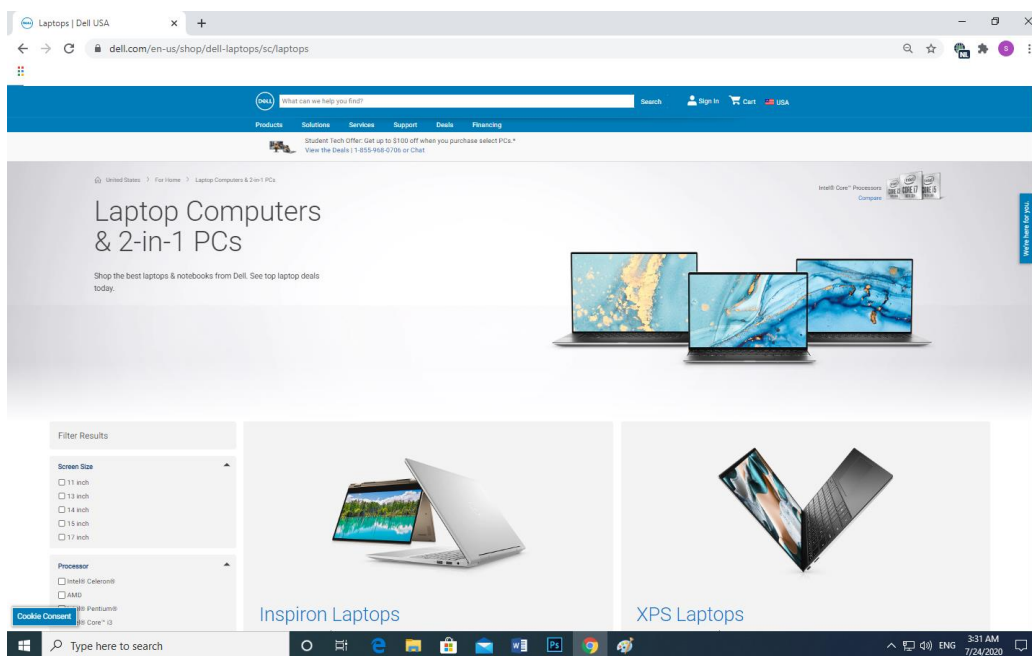 Laptops | Dell USA
dell.com/en-us/shop/dell-laptops/sc/laptops
NL
S
DELL
What can we help you find?
Search
Sign In
Cart
USA
Products Solutions Services Support Deals Financing
Student Tech Offer: Get up to $100 off when you purchase select PCs.*
View the Deals | 1-855-968-0706 or Chat
United States > For Home > Laptop Computers & 2-in-1 PCs
Intel® Core™ Processors
Compare
We're here for you.
Laptop Computers
& 2-in-1 PCs
Shop the best laptops & notebooks from Dell. See top laptop deals
today.
Filter Results
Screen Size
11 inch
13 inch
14 inch
15 inch
17 inch
Processor
Intel® Celeron®
AMD
Pentium®
Core™ i3
Cookie Consent
Inspiron Laptops
XPS Laptops
Type here to search
Ps
ENG
3:31 AM
7/24/2020